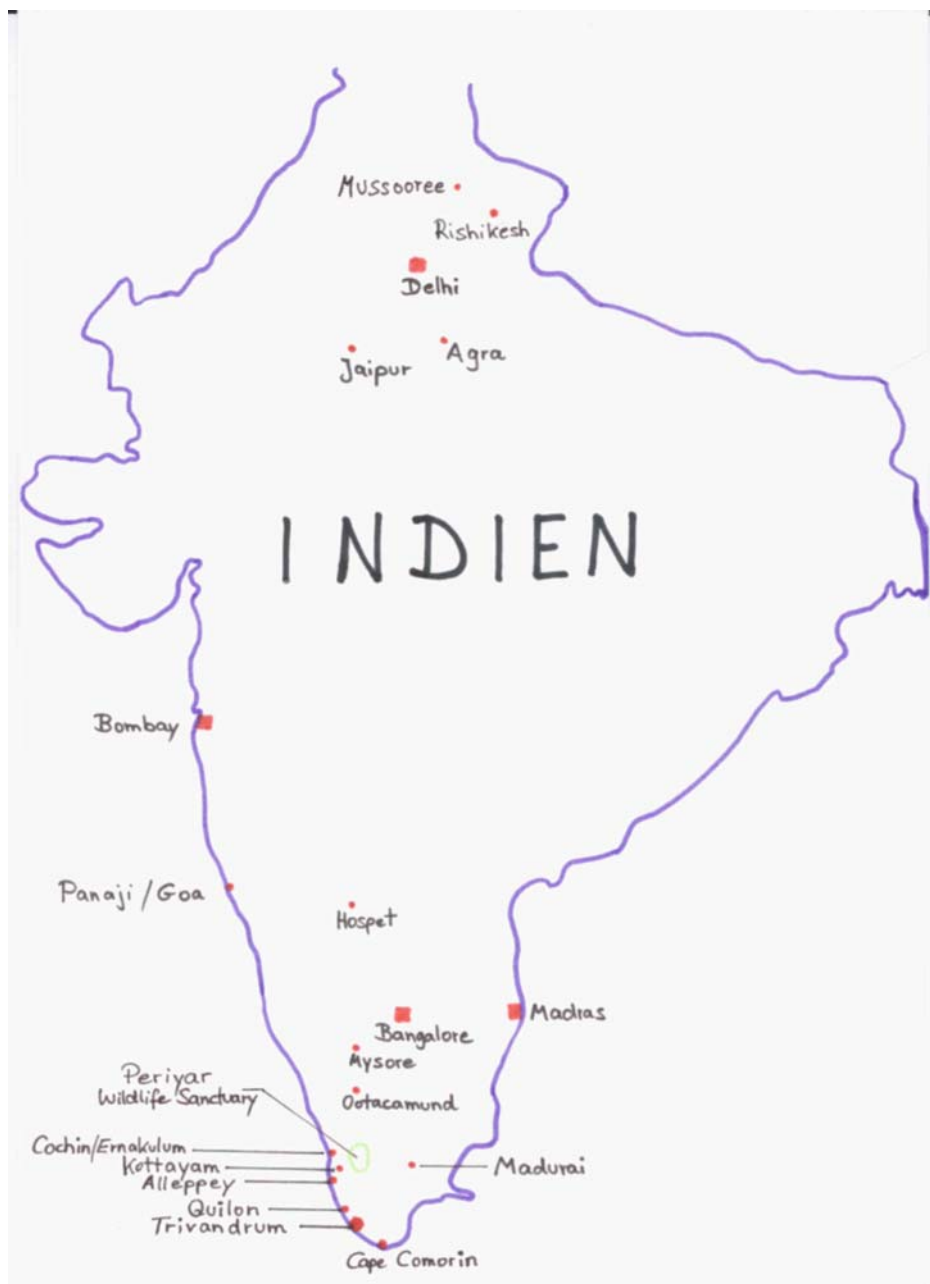 Mussooree
Rishikesh
Delhi
Jaipur
Agra
INDIEN
Bombay
Panaji/Goa
Hospet
Madras
Bangalore
Mysore
Periyar
Wildlife Sanctuary
Ootacamund
Cochin/Ernakulum
Kottayam
Madurai
Alleppey
Quilon
Trivandrum
Cape Comorin